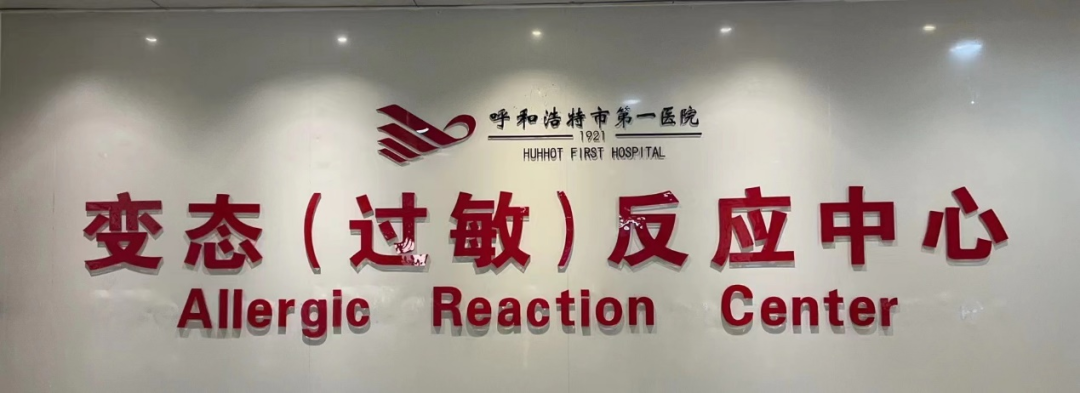 呼和浩特市第一医院
1921
HUHHOT FIRST HOSPITAL
变态（过敏）反应中心
Allergic Reaction Center